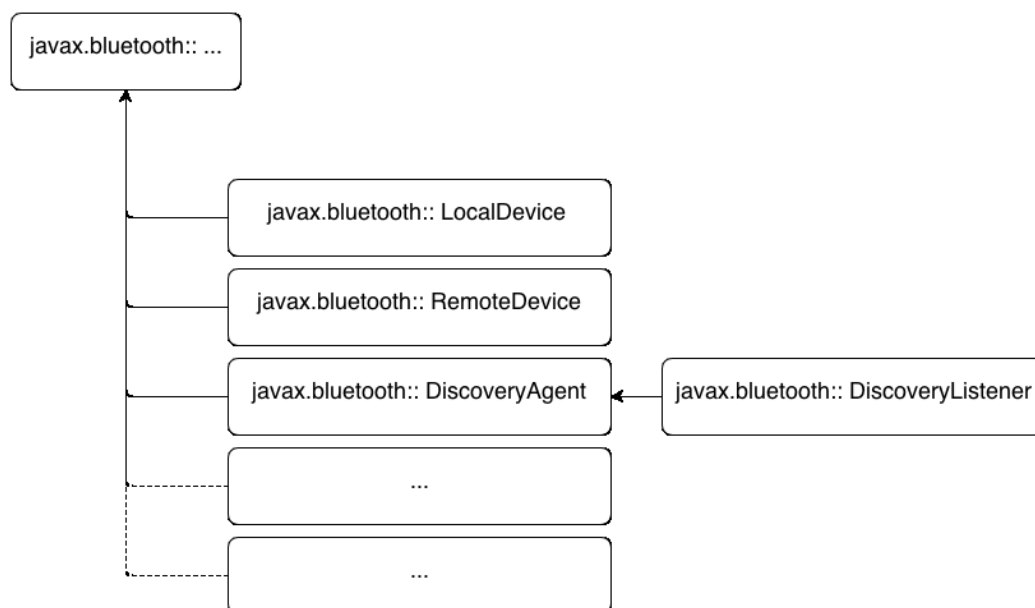 javax.bluetooth:: ...
javax.bluetooth:: LocalDevice
javax.bluetooth:: RemoteDevice
javax.bluetooth:: DiscoveryAgent
javax.bluetooth:: DiscoveryListener
...
...